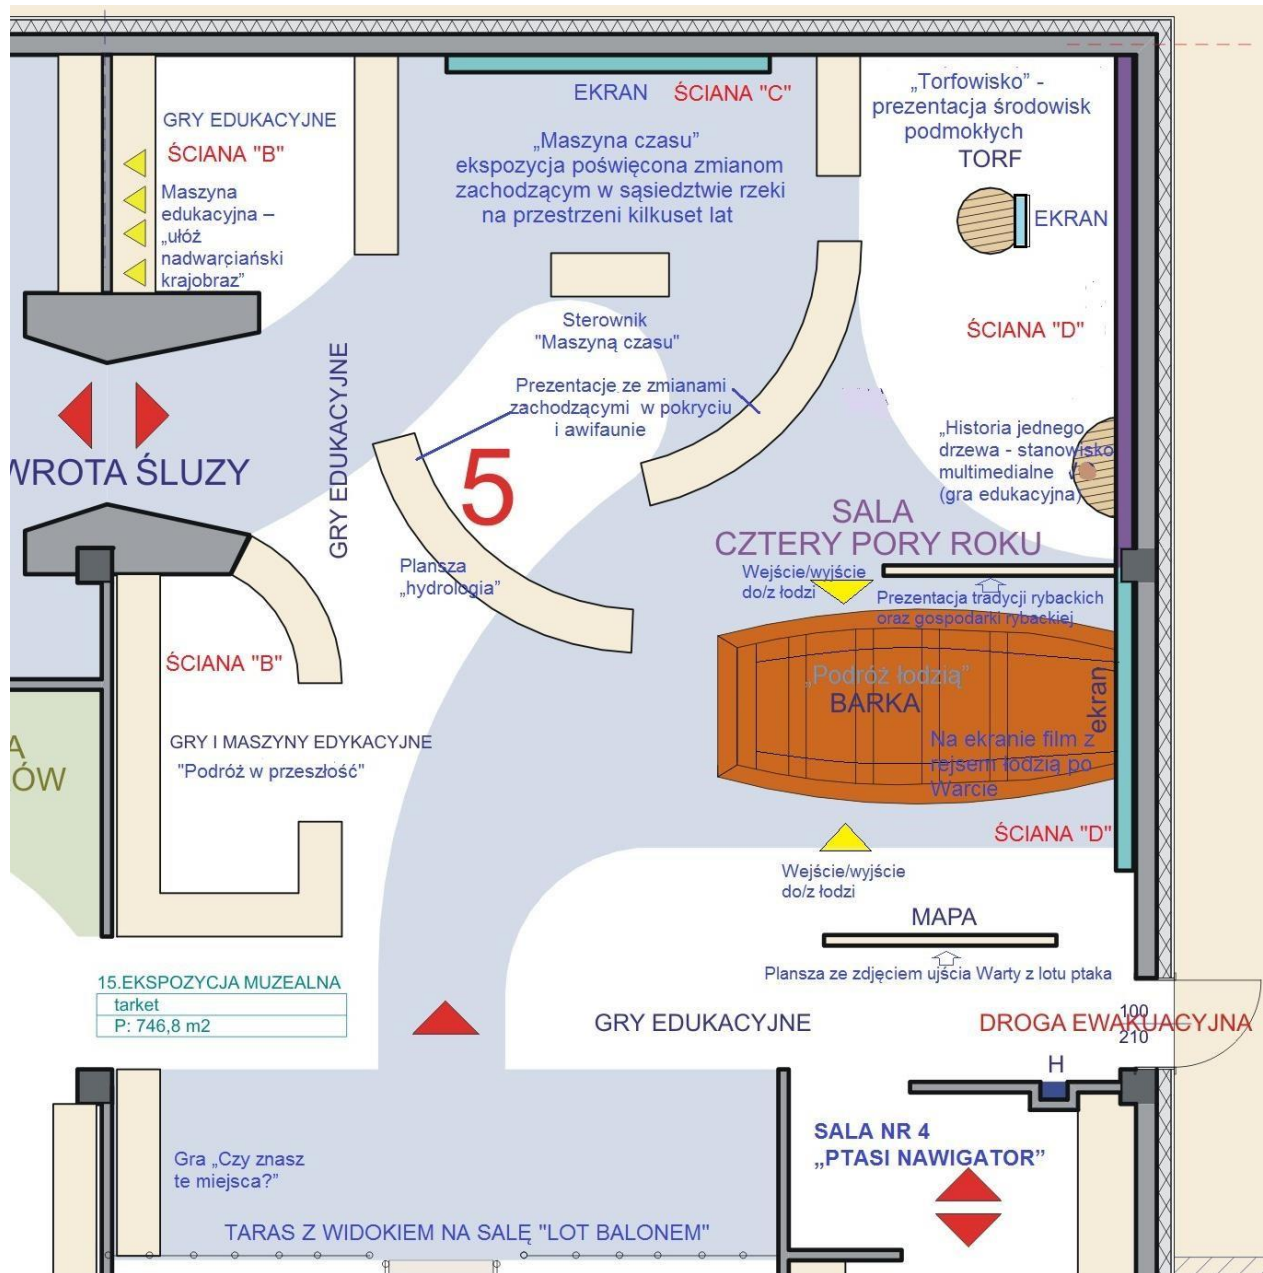 EKRAN
ŚCIANA "C"
„Maszyna czasu”
ekspozycja poświęcona zmianom
zachodzącym w sąsiedztwie rzeki
na przestrzeni kilkuset lat
„Torfowisko” -
prezentacja środowisk
podmokłych
TORF
EKRAN
ŚCIANA "D"
GRY EDUKACYJNE
ŚCIANA "B"
Maszyna
edukacyjna –
„ułóż
nadwarciański
krajobraz”
Sterownik
"Maszyną czasu"
Prezentacje ze zmianami
zachodzącymi w pokryciu
i awifaunie
GRY EDUKACYJNE
WROTA ŚLUZY
5
„Historia jednego
drzewa - stanowisko
multimedialne
(gra edukacyjna)
SALA
CZTERY PORY ROKU
Plansza
„hydrologia”
Wejście/wyjście
do/z łodzi
Prezentacja tradycji rybackich
oraz gospodarki rybackiej
ŚCIANA "B"
„Podróż łodzią”
BARKA
ekran
Na ekranie film z
rejsem łodzią po
Warcie
GRY I MASZYNY EDYKACYJNE
"Podróż w przeszłość"
A
ÓW
ŚCIANA "D"
Wejście/wyjście
do/z łodzi
MAPA
Plansza ze zdjęciem ujścia Warty z lotu ptaka
15.EKSPOZYCJA MUZEALNA
tarket
P: 746,8 m2
GRY EDUKACYJNE
DROGA EWAKUACYJNA
100
210
H
SALA NR 4
„PTASI NAWIGATOR”
Gra „Czy znasz
te miejsca?”
TARAS Z WIDOKIEM NA SALĘ "LOT BALONEM"